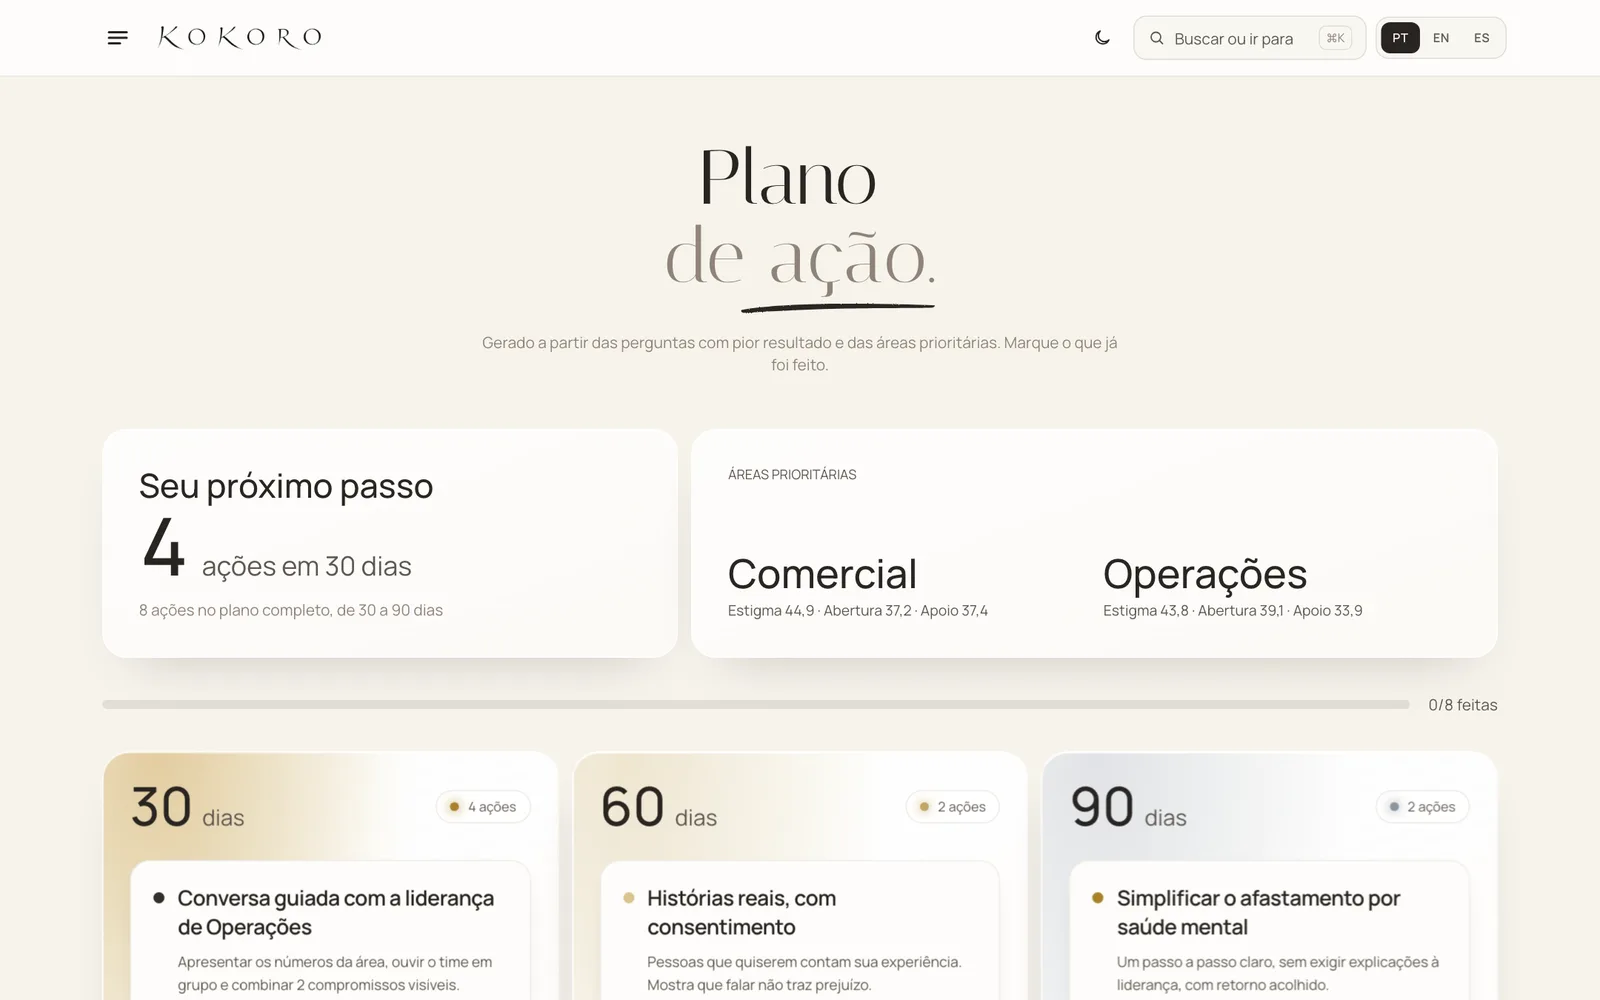 KOKORO
Buscar ou ir para
⌘K
PT
EN
ES
Plano
de ação.
Gerado a partir das perguntas com pior resultado e das áreas prioritárias. Marque o que já
foi feito.
Seu próximo passo
4 ações em 30 dias
8 ações no plano completo, de 30 a 90 dias
ÁREAS PRIORITÁRIAS
Comercial
Estigma 44,9 · Abertura 37,2 · Apoio 37,4
Operações
Estigma 43,8 · Abertura 39,1 · Apoio 33,9
0/8 feitas
30 dias
4 ações
Conversa guiada com a liderança
de Operações
Apresentar os números da área, ouvir o time em
grupo e combinar 2 compromissos visíveis.
60 dias
2 ações
Histórias reais, com
consentimento
Pessoas que quiserem contam sua experiência.
Mostra que falar não traz prejuízo.
90 dias
2 ações
Simplificar o afastamento por
saúde mental
Um passo a passo claro, sem exigir explicações à
liderança, com retorno acolhido.